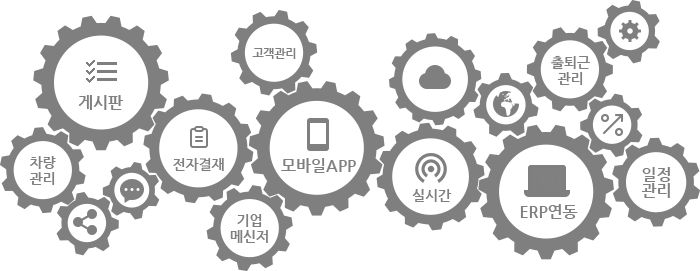 게시판
고객관리
차량
관리
전자결재
기업
메신저
모바일APP
실시간
출퇴근
관리
ERP연동
일정
관리